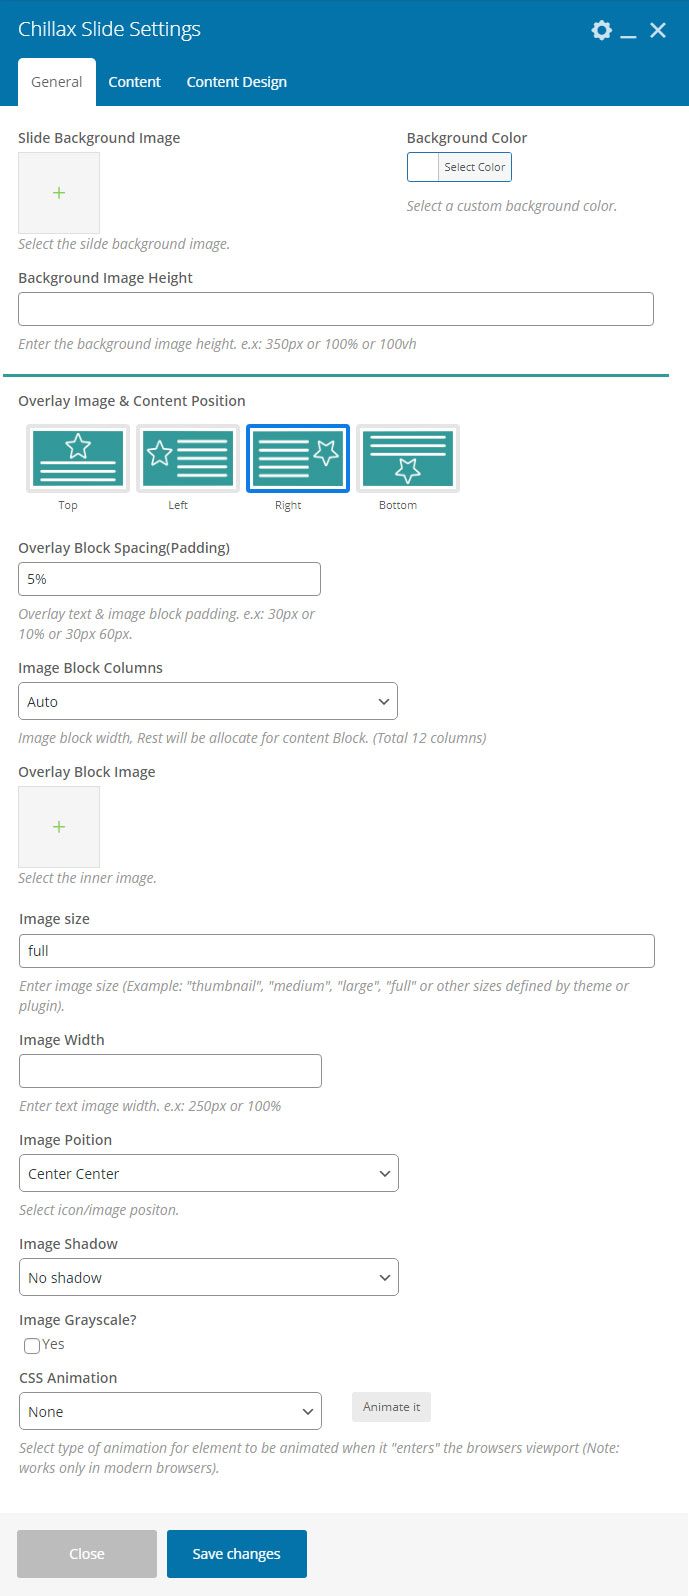 Chillax Slide Settings
General Content Content Design
Slide Background Image
Select the silde background image.
Background Color
Select Color
Select a custom background color.
Background Image Height
Enter the background image height. e.x: 350px or 100% or 100vh
Overlay Image & Content Position
Top Left Right Bottom
Overlay Block Spacing(Padding)
5%
Overlay text & image block padding. e.x: 30px or
10% or 30px 60px.
Image Block Columns
Auto
Image block width, Rest will be allocate for content Block. (Total 12 columns)
Overlay Block Image
Select the inner image.
Image size
full
Enter image size (Example: "thumbnail", "medium", "large", "full" or other sizes defined by theme or
plugin).
Image Width
Enter text image width. e.x: 250px or 100%
Image Poition
Center Center
Select icon/image positon.
Image Shadow
No shadow
Image Grayscale?
Yes
CSS Animation
None Animate it
Select type of animation for element to be animated when it "enters" the browsers viewport (Note:
works only in modern browsers).
Close Save changes